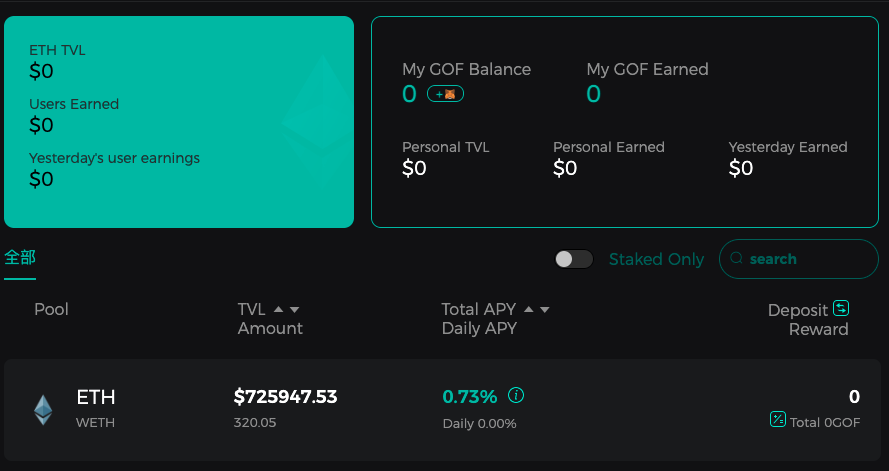 ETH TVL
$0
Users Earned
$0
Yesterday's user earnings
$0
My GOF Balance
0 +
My GOF Earned
0
Personal TVL
$0
Personal Earned
$0
Yesterday Earned
$0
全部
Staked Only
search
Pool
TVL
Amount
Total APY
Daily APY
Deposit
Reward
ETH
WETH
$725947.53
320.05
0.73%
Daily 0.00%
0
Total 0GOF